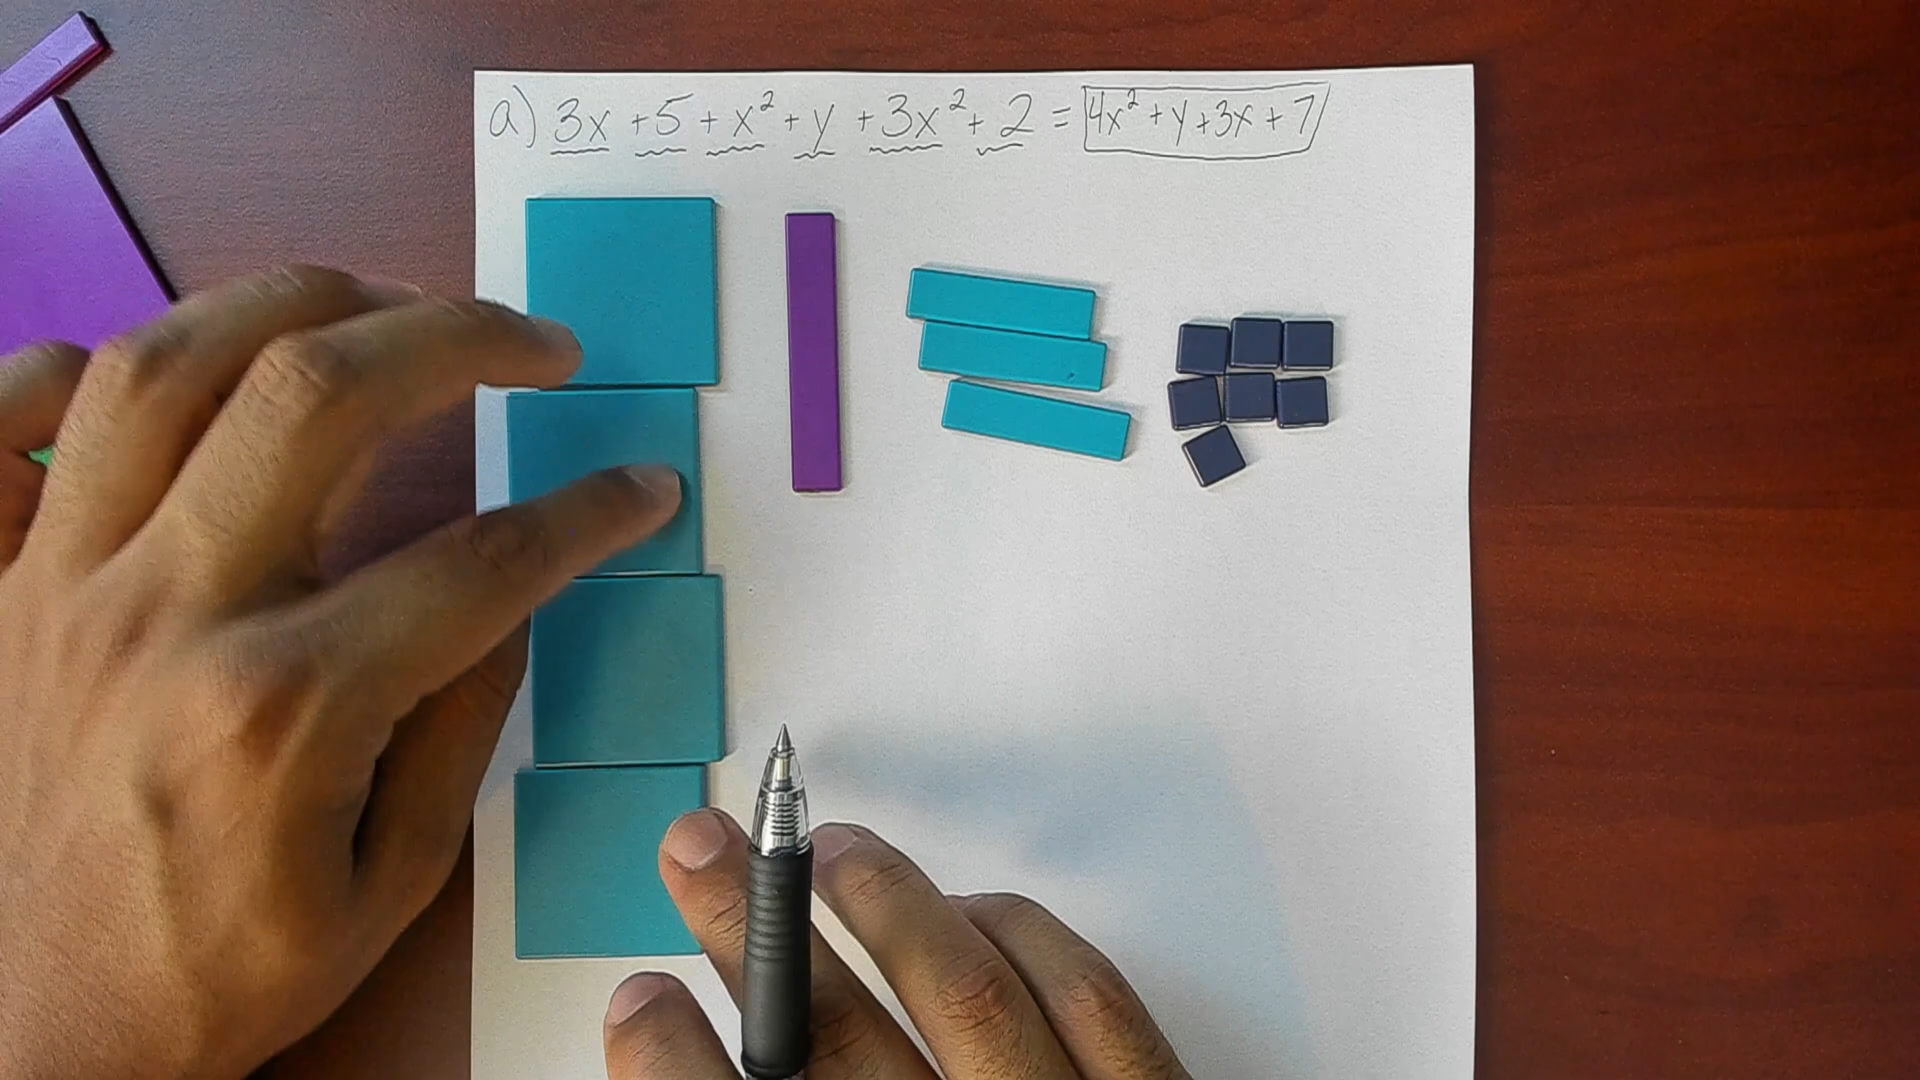 a) 3x + 5 + x² + y + 3x² + 2 = 4x² + y + 3x + 7